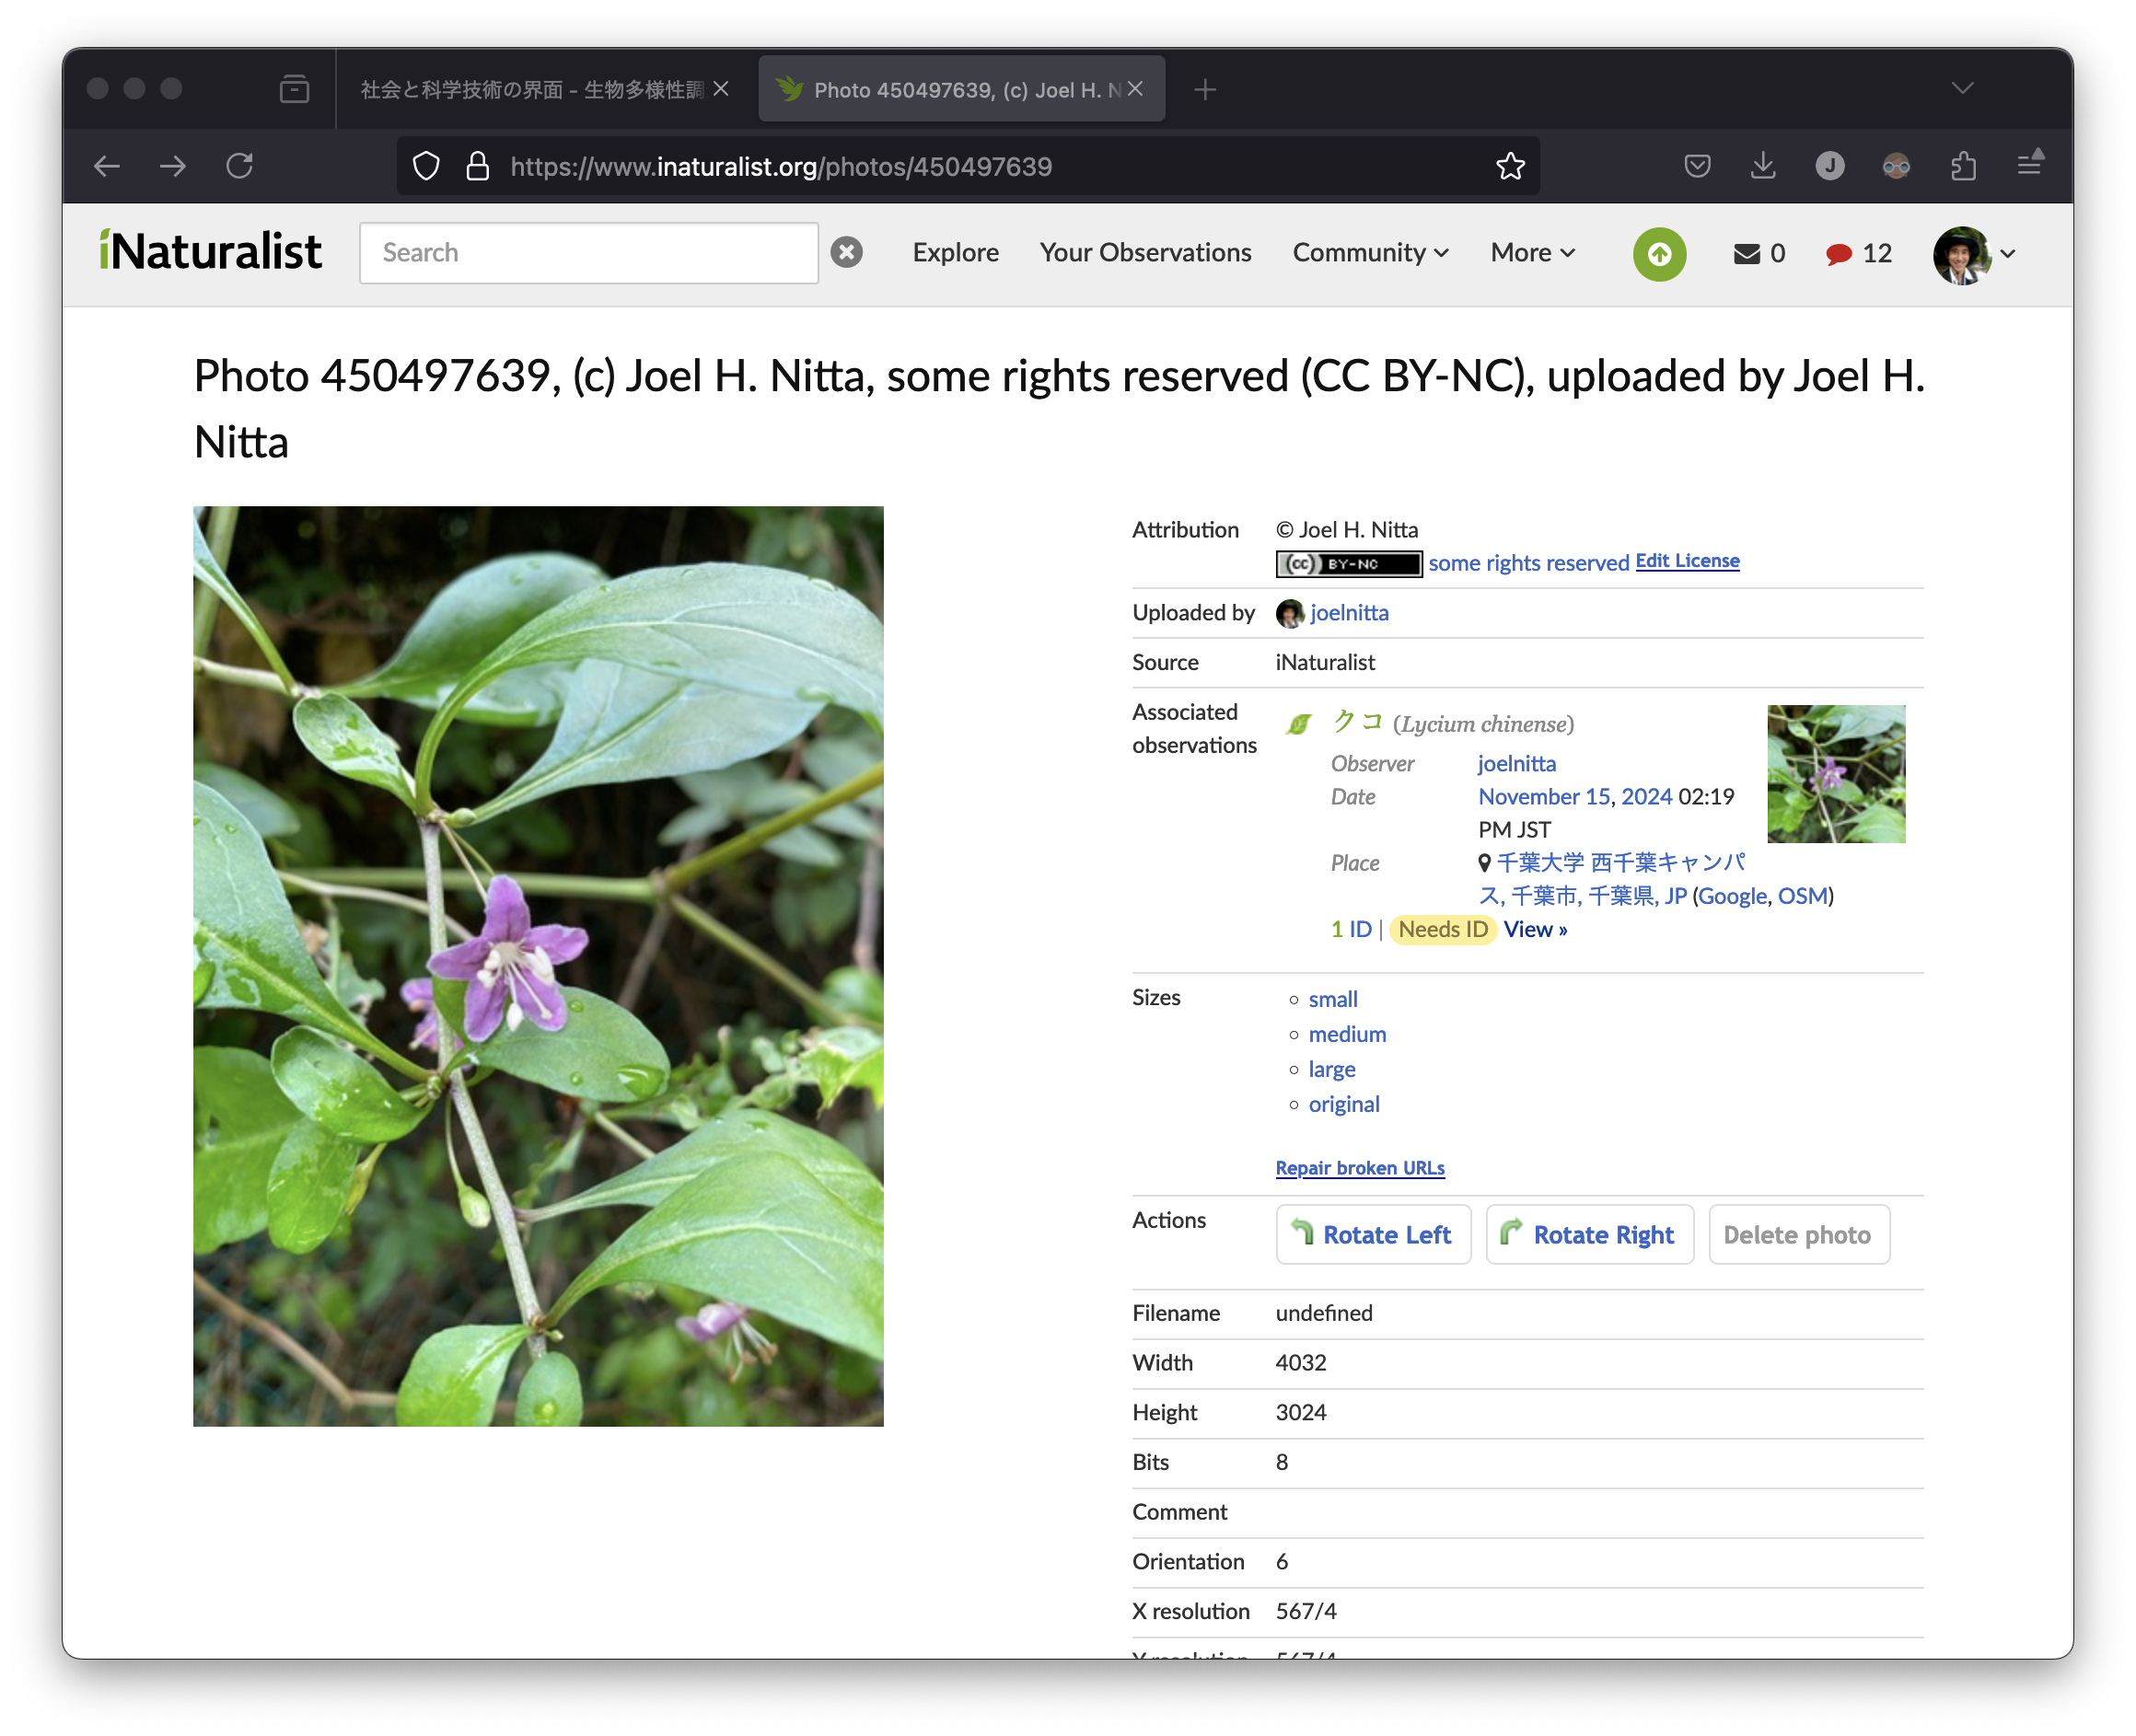 社会と科学技術の界面 - 生物多様性調
Photo 450497639, (c) Joel H. N
https://www.inaturalist.org/photos/450497639
J
iNaturalist
Search
Explore
Your Observations
Community
More
0
12
Photo 450497639, (c) Joel H. Nitta, some rights reserved (CC BY-NC), uploaded by Joel H.
Nitta
Attribution © Joel H. Nitta
(cc) BY-NC some rights reserved Edit License
Uploaded by joelnitta
Source iNaturalist
Associated
observations
クコ (Lycium chinense)
Observer joelnitta
Date November 15, 2024 02:19
PM JST
Place 千葉大学 西千葉キャンパ
ス, 千葉市, 千葉県, JP (Google, OSM)
1 ID | Needs ID View »
Sizes
small
medium
large
original
Repair broken URLs
Actions Rotate Left Rotate Right Delete photo
Filename undefined
Width 4032
Height 3024
Bits 8
Comment
Orientation 6
X resolution 567/4
Y resolution 567/4